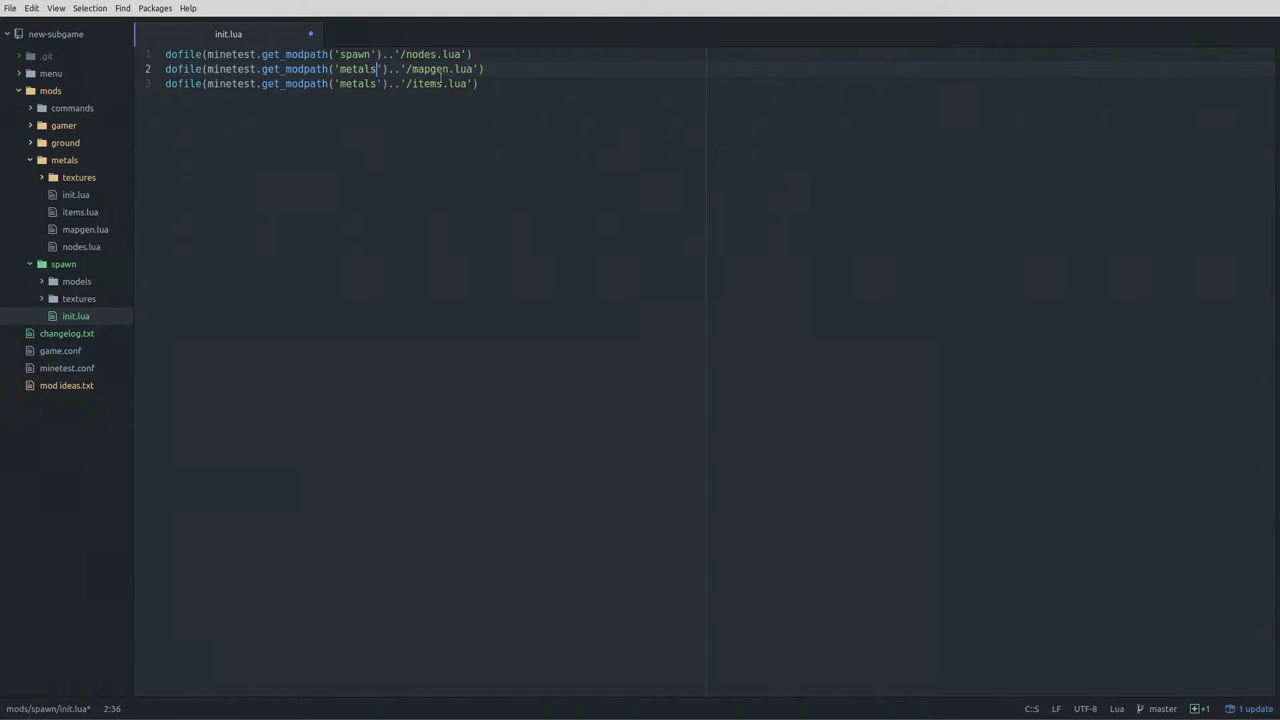 File Edit View Selection Find Packages Help
new-subgame
.git
menu
mods
commands
gamer
ground
metals
textures
init.lua
items.lua
mapgen.lua
nodes.lua
spawn
models
textures
init.lua
changelog.txt
game.conf
minetest.conf
mod ideas.txt
init.lua
1 dofile(minetest.get_modpath('spawn')..'/nodes.lua')
2 dofile(minetest.get_modpath('metals')..'/mapgen.lua')
3 dofile(minetest.get_modpath('metals')..'/items.lua')
mods/spawn/init.lua* 2:36 C::S LF UTF-8 Lua master +1 1 update